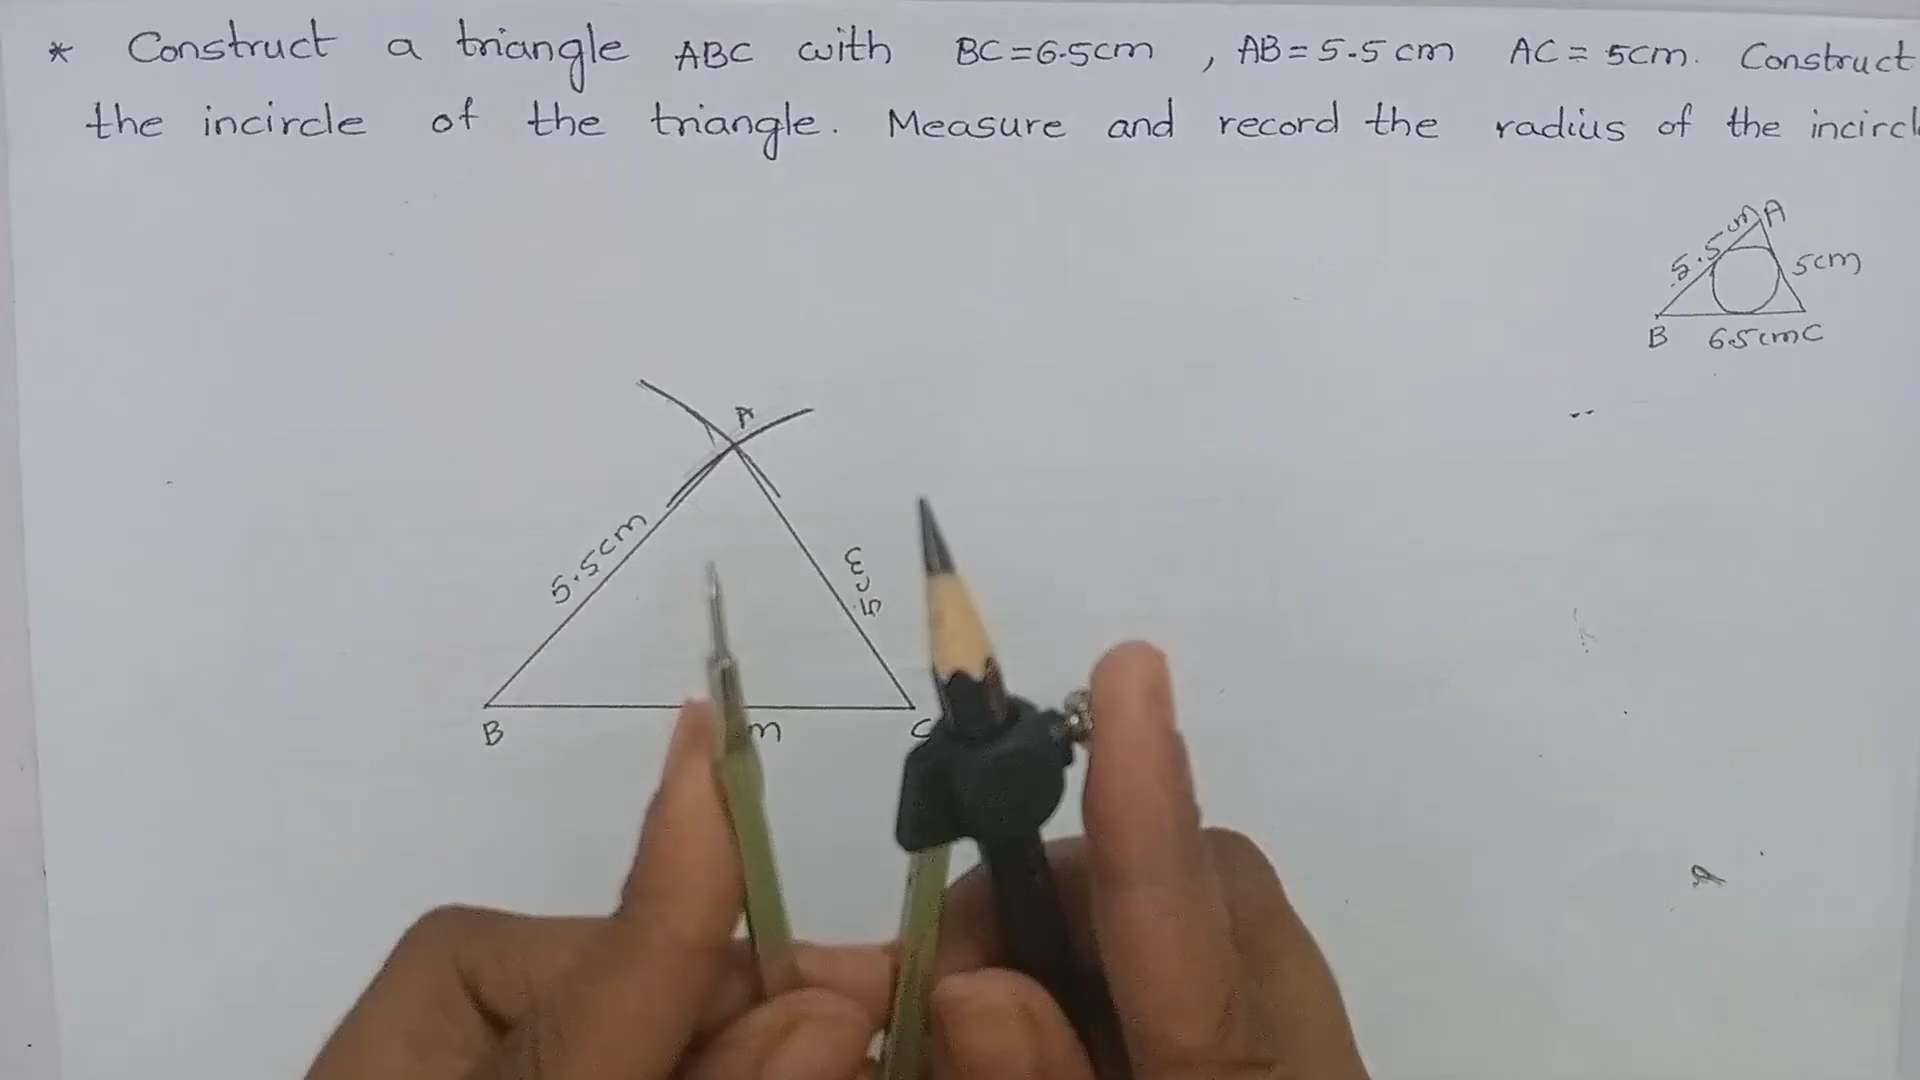 * Construct a triangle ABC with BC=6.5cm , AB=5.5cm AC = 5cm. Construct
the incircle of the triangle. Measure and record the radius of the incircl
A
5.5cm
5cm
B 6.5cm C
A
5.5cm
5cm
B m C